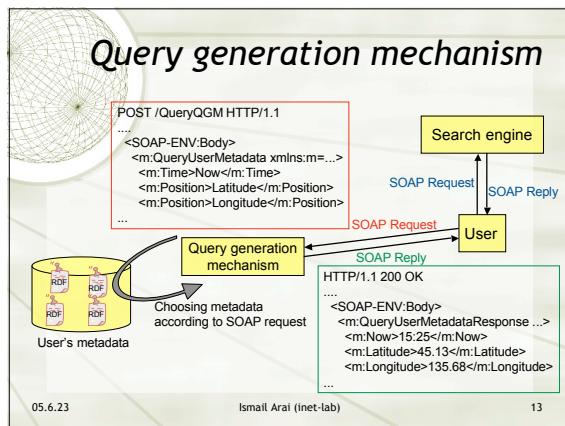 Query generation mechanism
POST /QueryQGM HTTP/1.1
....
<SOAP-ENV:Body>
<m:QueryUserMetadata xmlns:m=...>
<m:Time>Now</m:Time>
<m:Position>Latitude</m:Position>
<m:Position>Longitude</m:Position>
...
Search engine
SOAP Request
SOAP Reply
SOAP Request
User
Query generation
mechanism
SOAP Reply
RDF
RDF
RDF
RDF
User's metadata
Choosing metadata
according to SOAP request
HTTP/1.1 200 OK
....
<SOAP-ENV:Body>
<m:QueryUserMetadataResponse ...>
<m:Now>15:25</m:Now>
<m:Latitude>45.13</m:Latitude>
<m:Longitude>135.68</m:Longitude>
...
05.6.23
Ismail Arai (inet-lab)
13